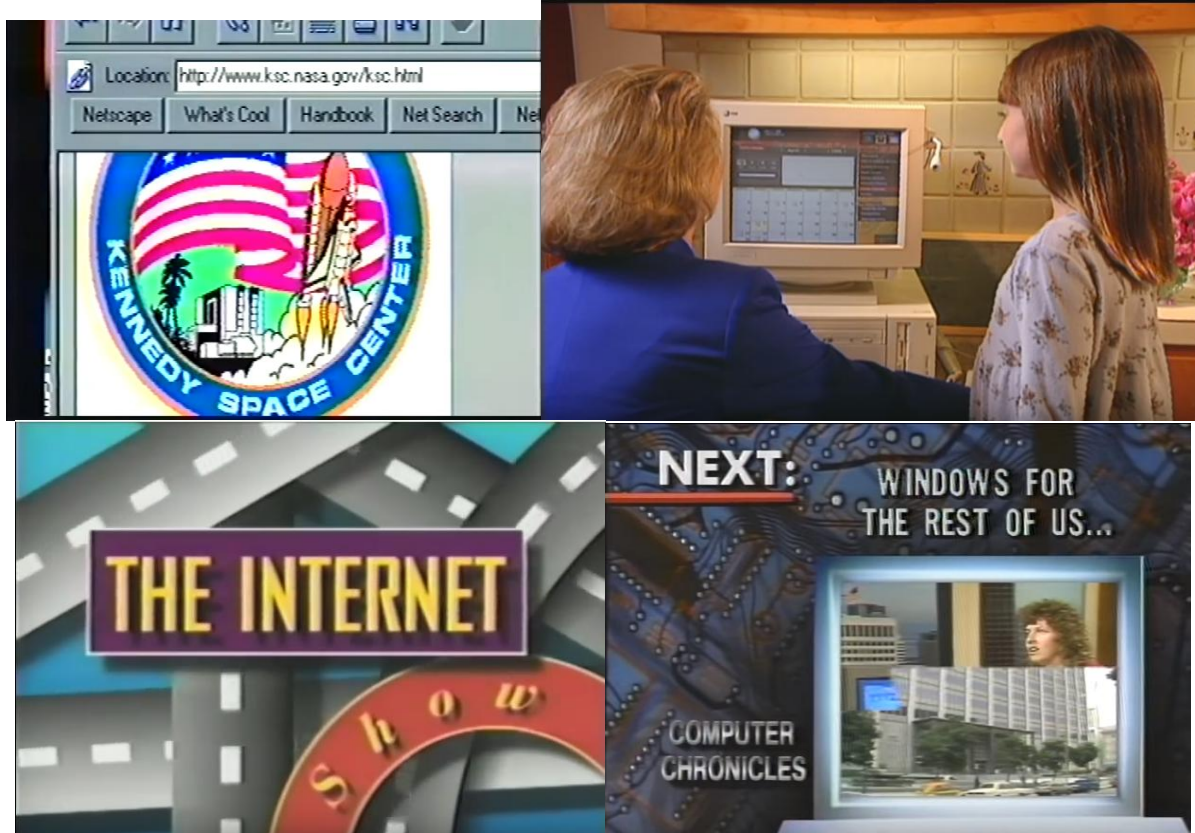 Location: http://www.ksc.nasa.gov/ksc.html
Netscape What's Cool Handbook Net Search
KENNEDY SPACE CENTER
THE INTERNET
Show
NEXT:
WINDOWS FOR
THE REST OF US...
COMPUTER
CHRONICLES